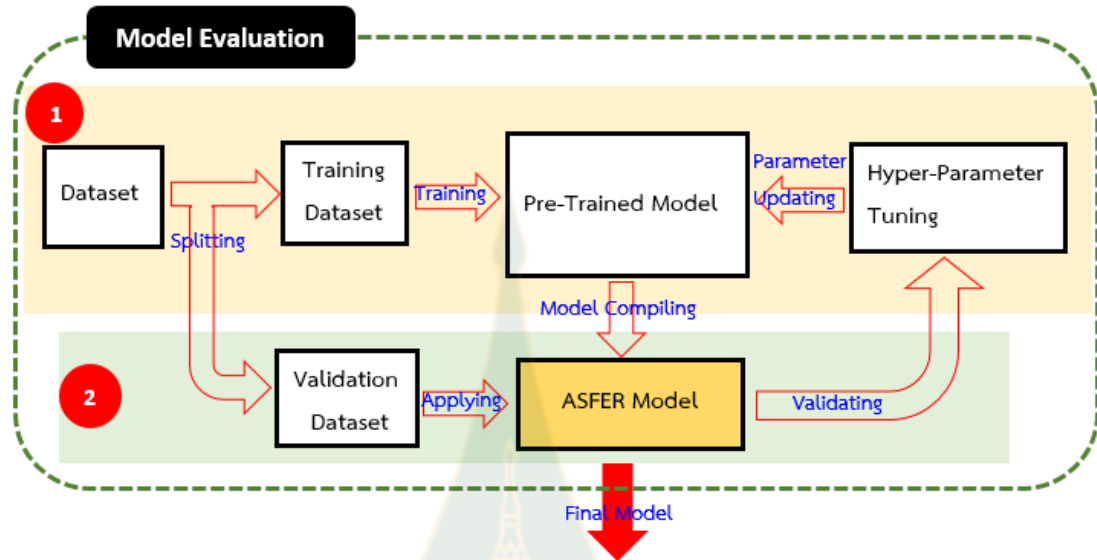 Model Evaluation
1
Dataset
Splitting
Training
Dataset
Training
Pre-Trained Model
Parameter
Updating
Hyper-Parameter
Tuning
Model Compiling
2
Validation
Dataset
Applying
ASFER Model
Validating
Final Model